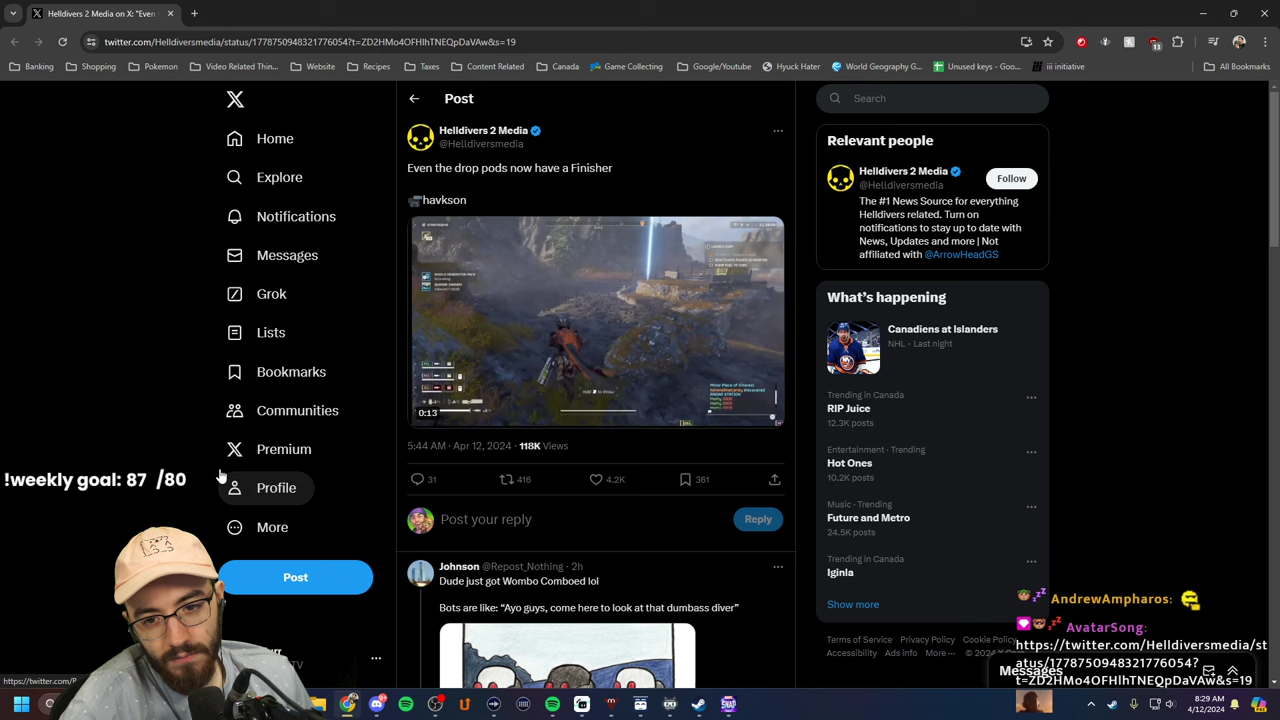 Helldivers 2 Media on X: "Even t
twitter.com/Helldiversmedia/status/1778750948321776054?t=ZD2HMo4OFHlhTNEQpDaVAw&s=19
Banking
Shopping
Pokemon
Video Related Thin...
Website
Recipes
Taxes
Content Related
Canada
Game Collecting
Google/Youtube
Hyuck Hater
World Geography...
Unused keys - Goo...
iii initiative
All Bookmarks
Home
Explore
Notifications
Messages
Grok
Lists
Bookmarks
Communities
Premium
Profile
More
Post
!weekly goal: 87 /80
Post
Helldivers 2 Media
@Helldiversmedia
Even the drop pods now have a Finisher
havkson
0:13
5:44 AM · Apr 12, 2024 · 118K Views
31
416
4.2K
361
Post your reply
Reply
Johnson @Repost_Nothing · 2h
Dude just got Wombo Comboed lol
Bots are like: “Ayo guys, come here to look at that dumbass diver”
Search
Relevant people
Helldivers 2 Media
@Helldiversmedia
Follow
The #1 News Source for everything
Helldivers related. Turn on
notifications to stay up to date with
News, Updates and more | Not
affiliated with @ArrowHeadGS
What’s happening
Canadiens at Islanders
NHL · Last night
Trending in Canada
RIP Juice
12.3K posts
Entertainment · Trending
Hot Ones
10.2K posts
Music · Trending
Future and Metro
24.5K posts
Trending in Canada
Iginla
Show more
Terms of Service Privacy Policy Cookie Policy
Accessibility Ads info More ··· © 2024 X Corp.
Messages
AndrewAmpharos:
AvatarSong:
https://twitter.com/Helldiversmedia/st
atus/1778750948321776054?
t=ZD2HMo4OFHlhTNEQpDaVAw&s=19
8:29 AM
4/12/2024